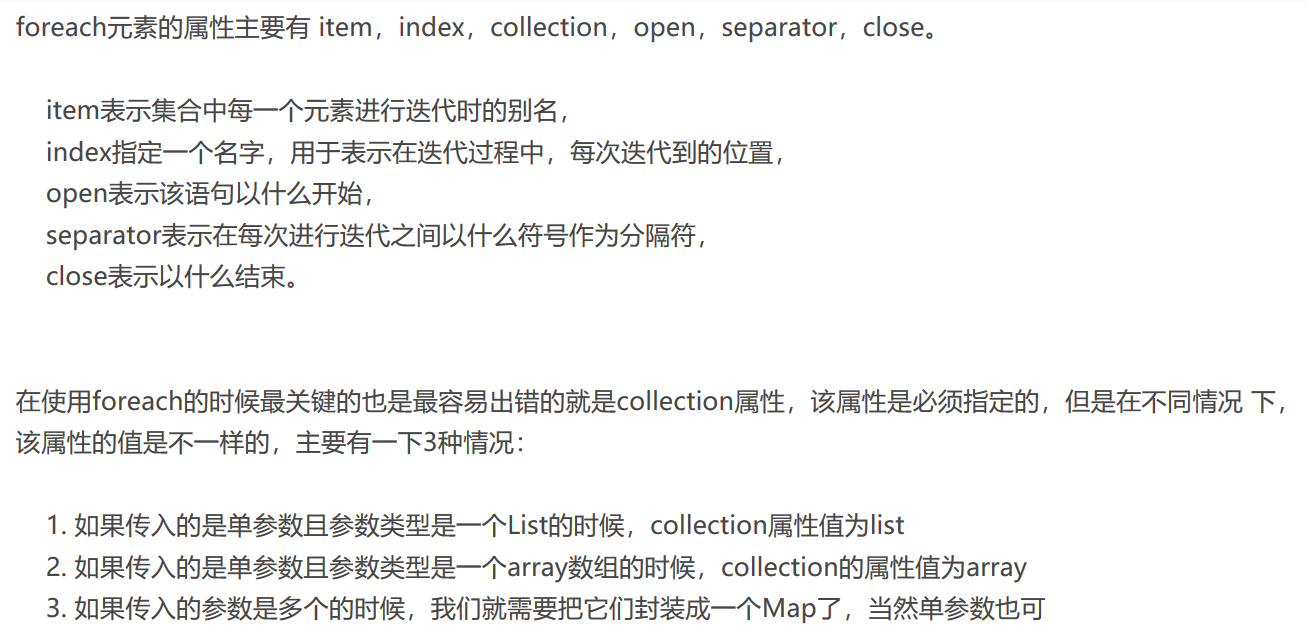 foreach元素的属性主要有 item，index，collection，open，separator，close。
item表示集合中每一个元素进行迭代时的别名，
index指定一个名字，用于表示在迭代过程中，每次迭代到的位置，
open表示该语句以什么开始，
separator表示在每次进行迭代之间以什么符号作为分隔符，
close表示以什么结束。
在使用foreach的时候最关键的也是最容易出错的就是collection属性，该属性是必须指定的，但是在不同情况 下，
该属性的值是不一样的，主要有一下3种情况：
1. 如果传入的是单参数且参数类型是一个List的时候，collection属性值为list
2. 如果传入的是单参数且参数类型是一个array数组的时候，collection的属性值为array
3. 如果传入的参数是多个的时候，我们就需要把它们封装成一个Map了，当然单参数也可